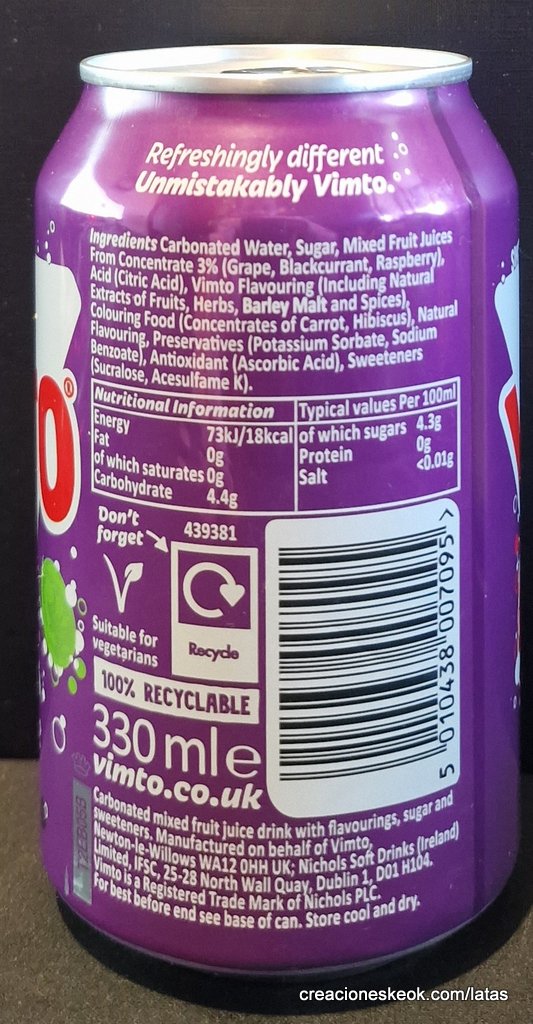 Refreshingly different
Unmistakably Vimto.
Ingredients Carbonated Water, Sugar, Mixed Fruit Juices
From Concentrate 3% (Grape, Blackcurrant, Raspberry),
Acid (Citric Acid), Vimto Flavouring (Including Natural
Extracts of Fruits, Herbs, Barley Malt and Spices),
Colouring Food (Concentrates of Carrot, Hibiscus), Natural
Flavouring, Preservatives (Potassium Sorbate, Sodium
Benzoate), Antioxidant (Ascorbic Acid), Sweeteners
(Sucralose, Acesulfame K).
Nutritional Information Typical values Per 100ml
Energy 73kJ/18kcal of which sugars 4.3g
Fat 0g Protein 0g
of which saturates 0g Salt <0.01g
Carbohydrate 4.4g
Don't
forget
439381
Suitable for
vegetarians
Recycle
100% RECYCLABLE
330 ml e
vimto.co.uk
5 010438 007095 >
Carbonated mixed fruit juice drink with flavourings, sugar and
sweeteners. Manufactured on behalf of Vimto,
Newton-le-Willows WA12 0HH UK; Nichols Soft Drinks (Ireland)
Limited, IFSC, 25-28 North Wall Quay, Dublin 1, D01 H104.
Vimto is a Registered Trade Mark of Nichols PLC.
For best before end see base of can. Store cool and dry.
creacioneskeok.com/latas